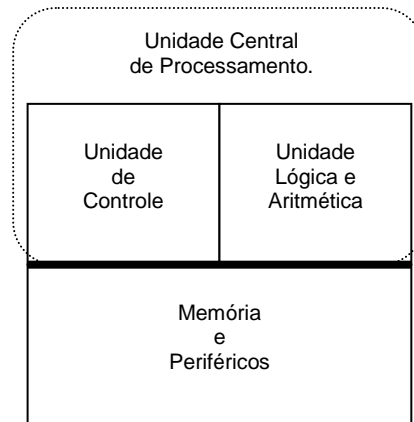 Unidade Central
de Processamento.
Unidade
de
Controle
Unidade
Lógica e
Aritmética
Memória
e
Periféricos